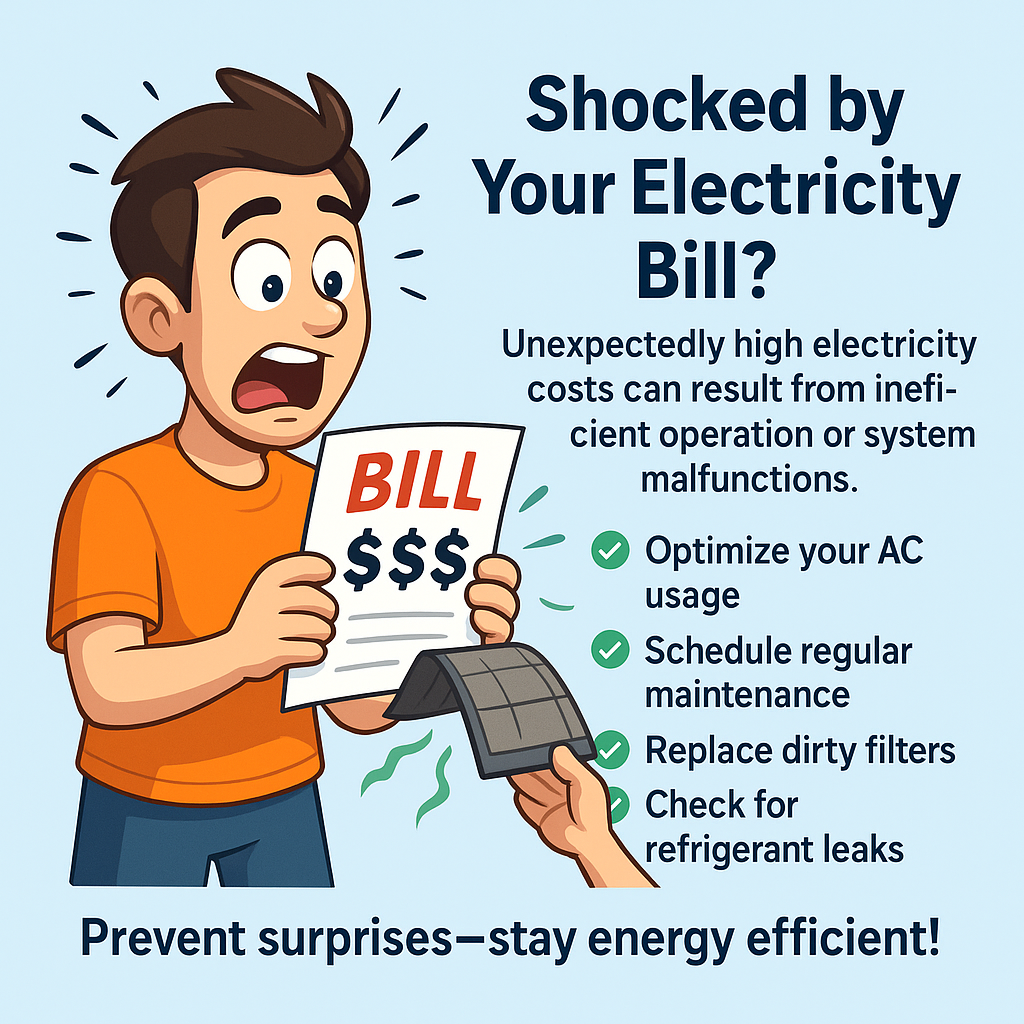 Shocked by
Your Electricity
Bill?
Unexpectedly high electricity
costs can result from inefi-
cient operation or system
malfunctions.
BILL
$$$
Optimize your AC
usage
Schedule regular
maintenance
Replace dirty filters
Check for
refrigerant leaks
Prevent surprises—stay energy efficient!